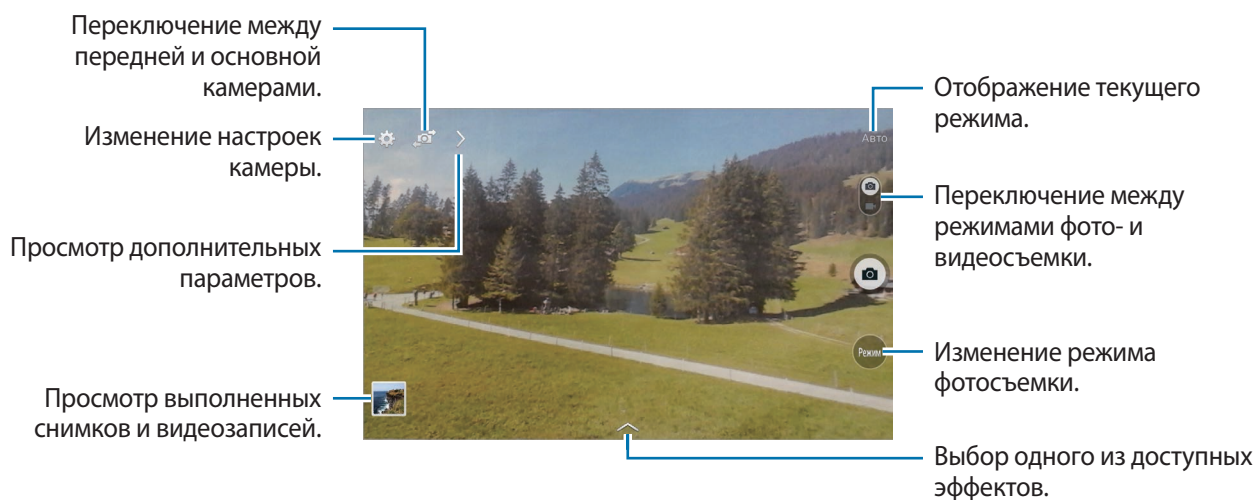 Переключение между
передней и основной
камерами.
Изменение настроек
камеры.
Просмотр дополнительных
параметров.
Просмотр выполненных
снимков и видеозаписей.
Авто
Режим
Отображение текущего
режима.
Переключение между
режимами фото- и
видеосъемки.
Изменение режима
фотосъемки.
Выбор одного из доступных
эффектов.